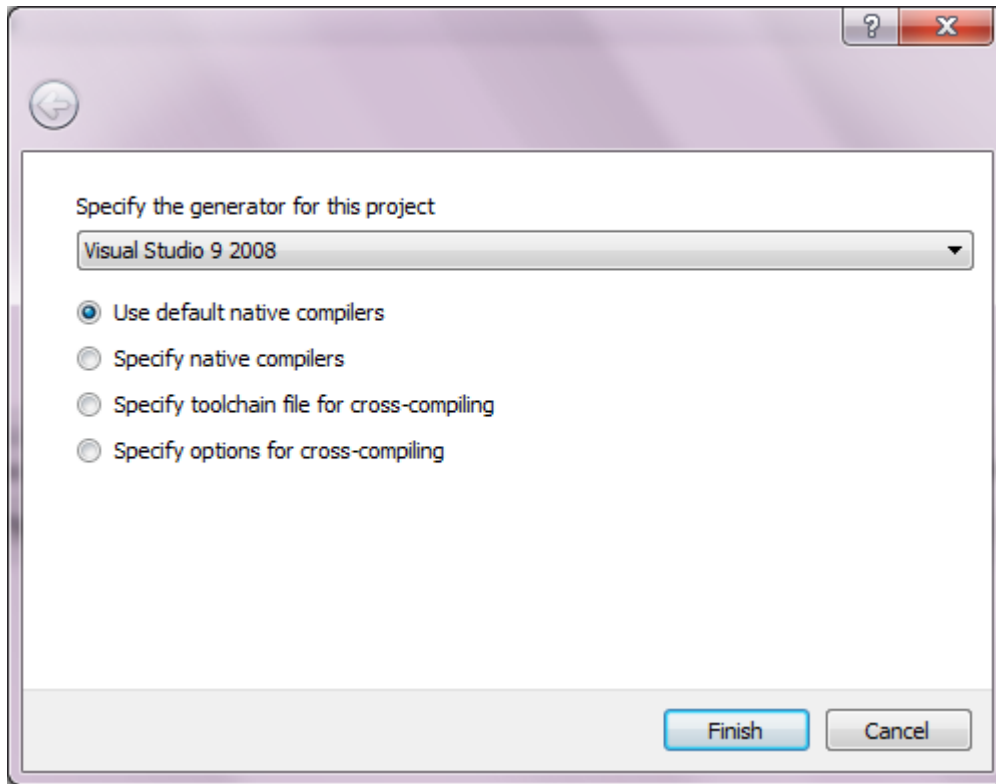 Specify the generator for this project
Visual Studio 9 2008
Use default native compilers
Specify native compilers
Specify toolchain file for cross-compiling
Specify options for cross-compiling
Finish Cancel